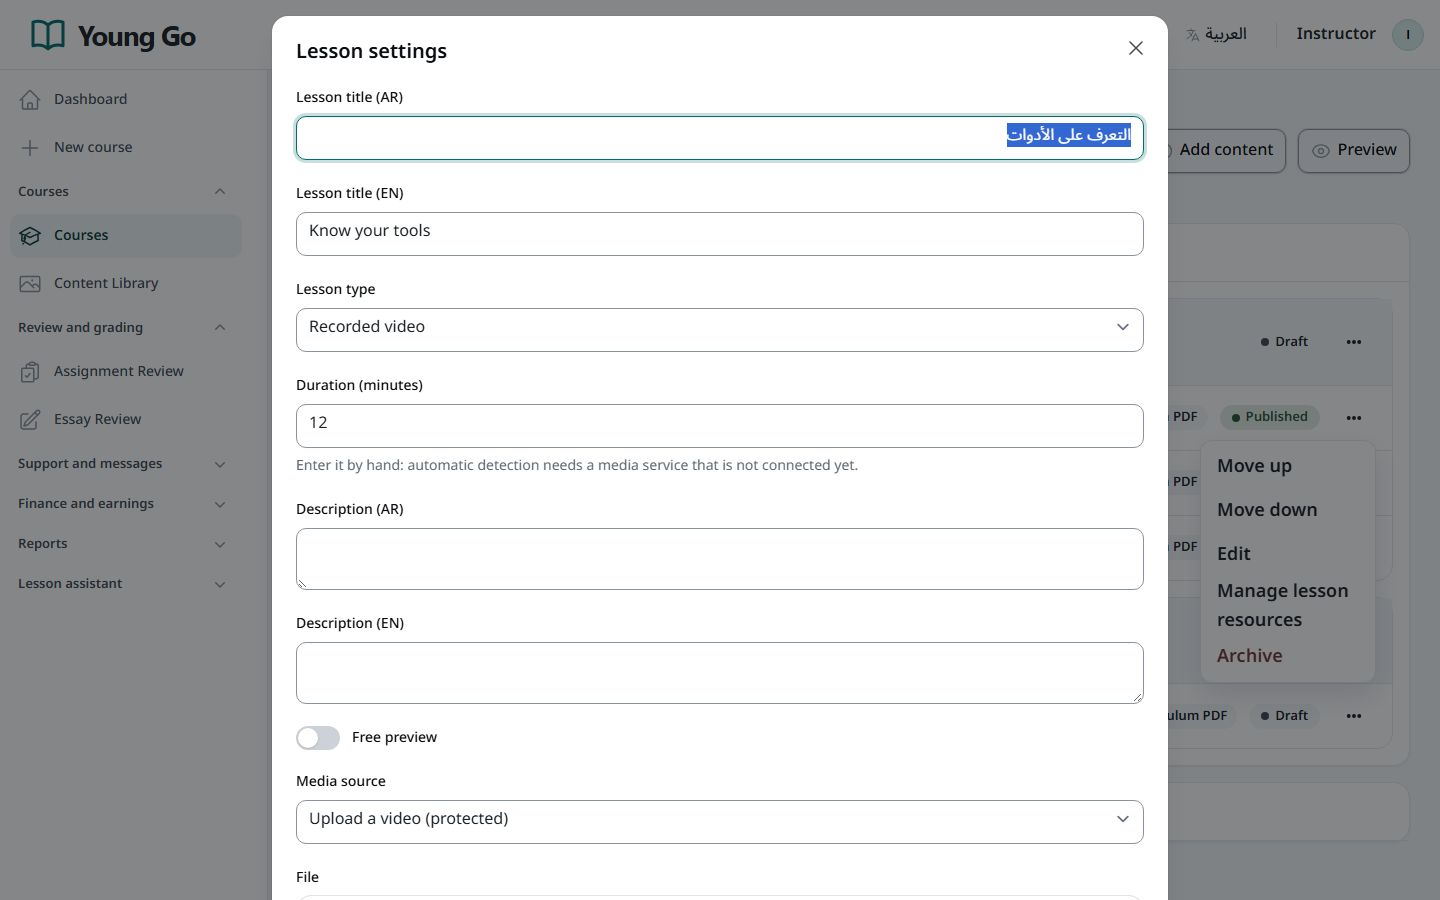 Young Go
العربية
Instructor
I
Dashboard
New course
Courses
Courses
Content Library
Review and grading
Assignment Review
Essay Review
Support and messages
Finance and earnings
Reports
Lesson assistant
Lesson settings
Lesson title (AR)
التعرف على الأدوات
Lesson title (EN)
Know your tools
Lesson type
Recorded video
Duration (minutes)
12
Enter it by hand: automatic detection needs a media service that is not connected yet.
Description (AR)
Description (EN)
Free preview
Media source
Upload a video (protected)
File
Add content
Preview
Draft
PDF
Published
PDF
PDF
Move up
Move down
Edit
Manage lesson
resources
Archive
PDF
Draft